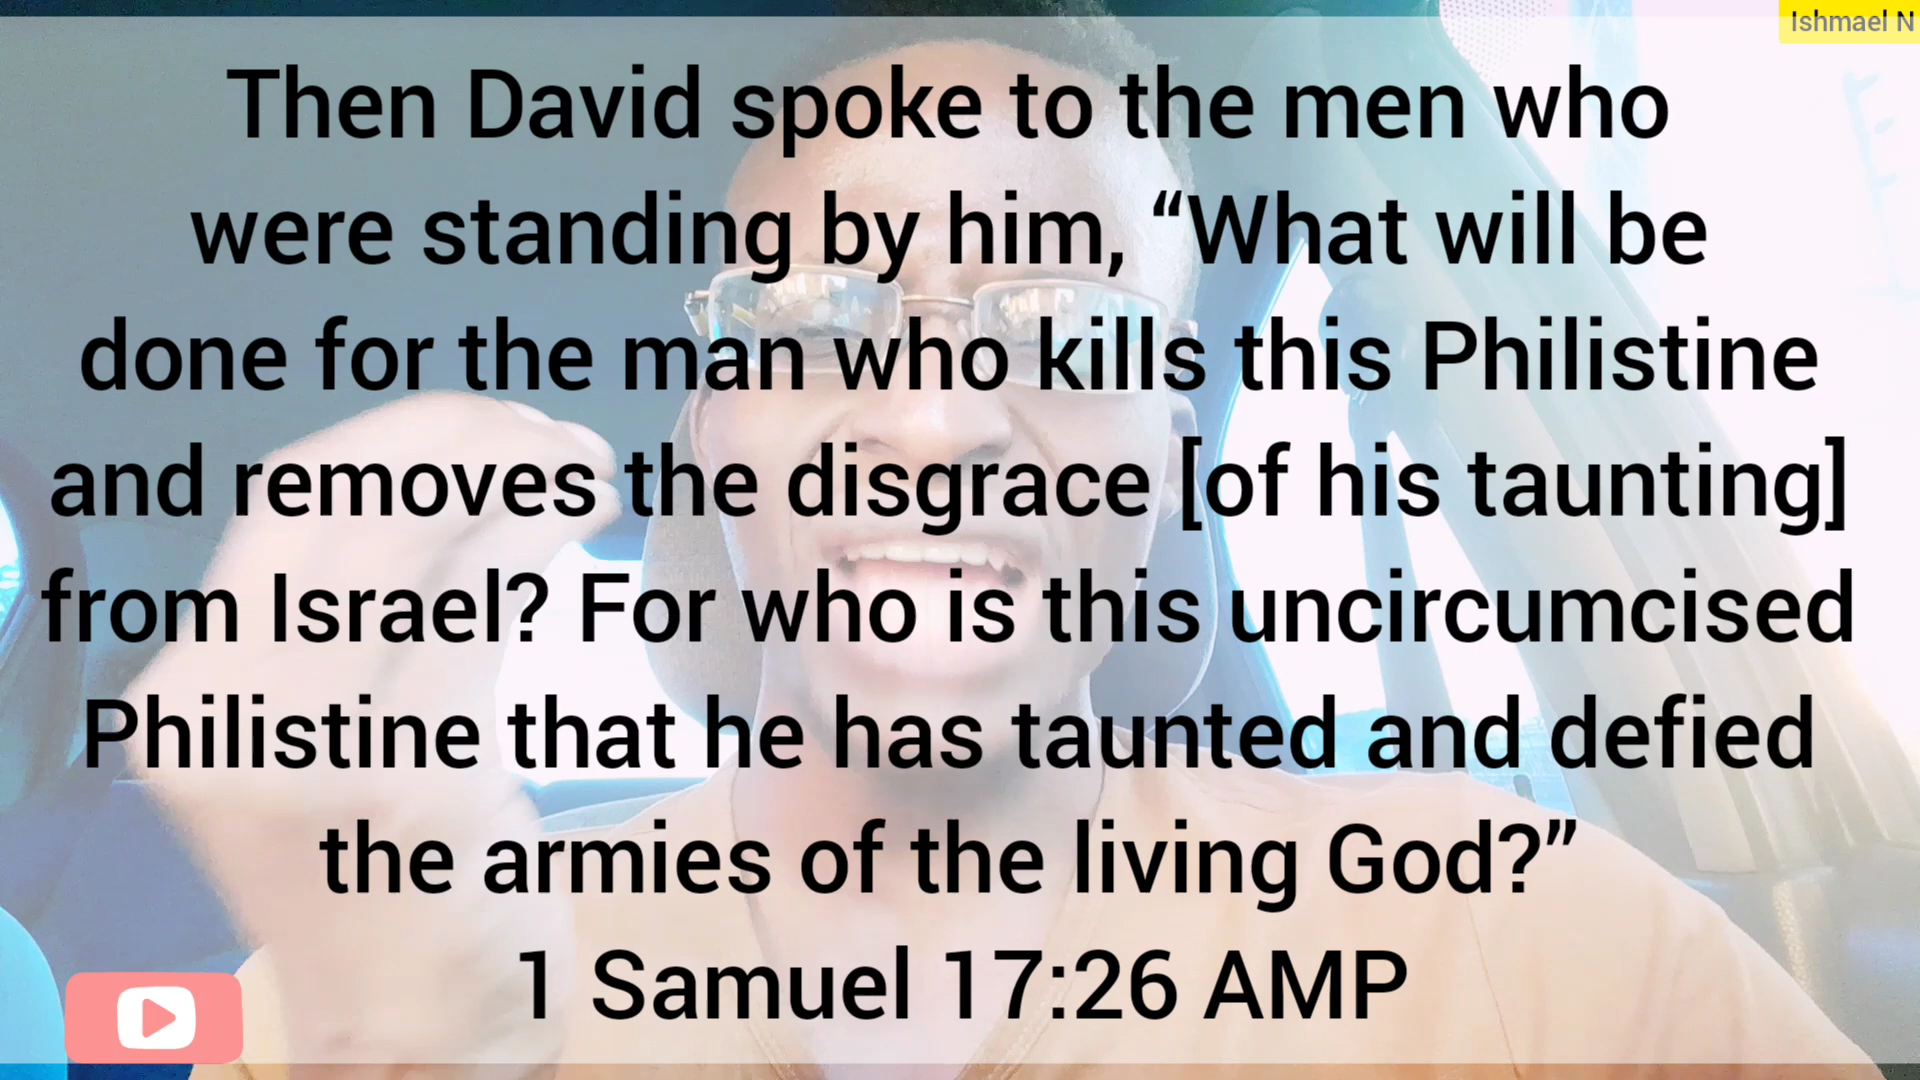 Ishmael N
Then David spoke to the men who
were standing by him, “What will be
done for the man who kills this Philistine
and removes the disgrace [of his taunting]
from Israel? For who is this uncircumcised
Philistine that he has taunted and defied
the armies of the living God?”
1 Samuel 17:26 AMP